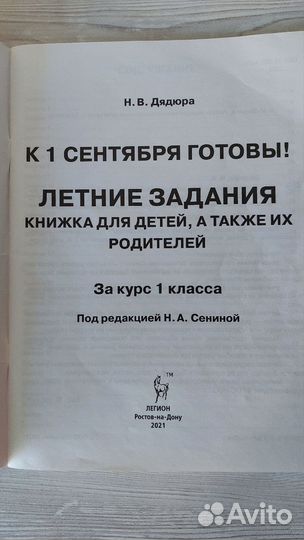 Н. В. Дядюра
К 1 СЕНТЯБРЯ ГОТОВЫ!
ЛЕТНИЕ ЗАДАНИЯ
КНИЖКА ДЛЯ ДЕТЕЙ, А ТАКЖЕ ИХ
РОДИТЕЛЕЙ
За курс 1 класса
Под редакцией Н. А. Сениной
TM
ЛЕГИОН
Ростов-на-Дону
2021
Avito